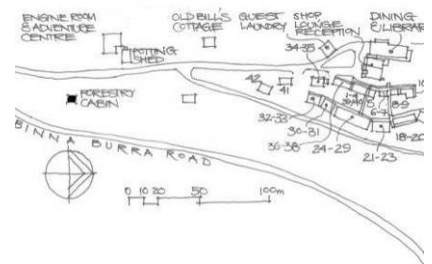 ENGINE ROOM
& ADVENTURE
CENTRE
POTTING
SHED
OLD BILL'S
COTTAGE
GUEST
LAUNDRY
SHOP
LOUNGE
RECEPTION
34-35
DINING
& LIBRARY
FORESTRY
CABIN
42
41
32-33
30-31
36-38
24-29
5
6-7
8-9
10
18-20
21-23
BINNA BURRA ROAD
0 10 20 50 100m